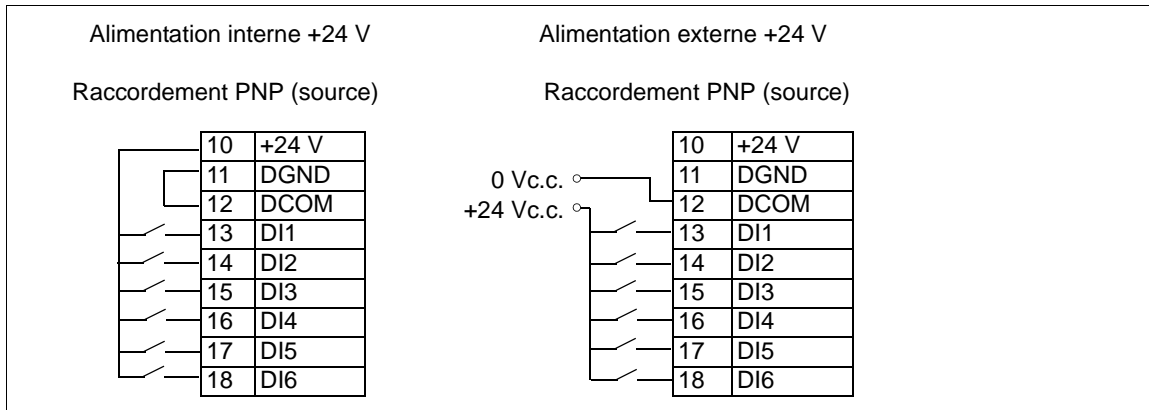 Alimentation interne +24 V
Raccordement PNP (source)
10 +24 V
11 DGND
12 DCOM
13 DI1
14 DI2
15 DI3
16 DI4
17 DI5
18 DI6
Alimentation externe +24 V
Raccordement PNP (source)
0 Vc.c.
+24 Vc.c.
10 +24 V
11 DGND
12 DCOM
13 DI1
14 DI2
15 DI3
16 DI4
17 DI5
18 DI6